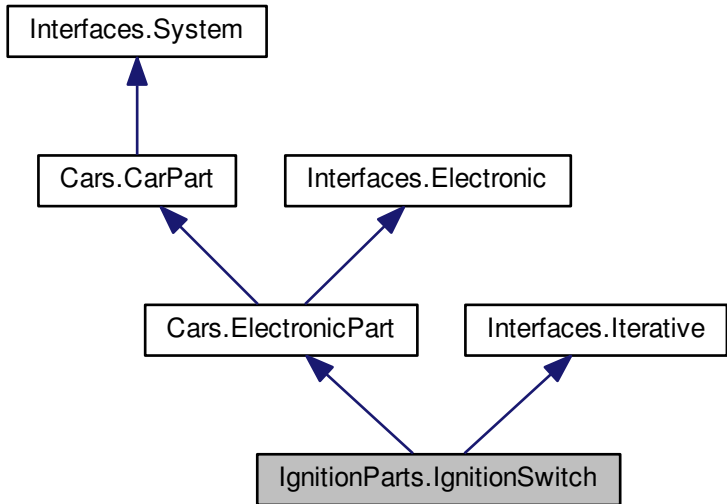 Interfaces.System
Cars.CarPart
Interfaces.Electronic
Cars.ElectronicPart
Interfaces.Iterative
IgnitionParts.IgnitionSwitch